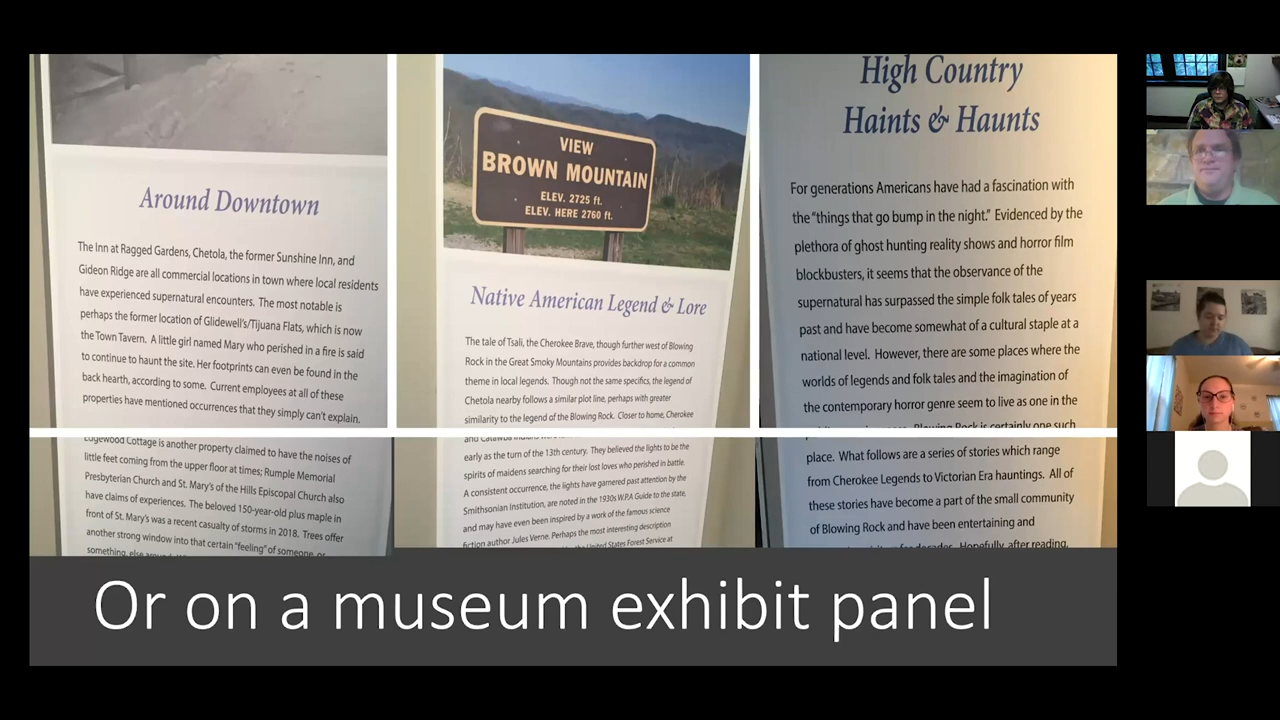 Around Downtown
The Inn at Ragged Gardens, Chetola, the former Sunshine Inn, and
Gideon Ridge are all commercial locations in town where local residents
have experienced supernatural encounters. The most notable is
perhaps the former location of Glidewell's/Tijuana Flats, which is now
the Town Tavern. A little girl named Mary who perished in a fire is said
to continue to haunt the site. Her footprints can even be found in the
back hearth, according to some. Current employees at all of these
properties have mentioned occurrences that they simply can't explain.
Edgewood Cottage is another property claimed to have the noises of
little feet coming from the upper floor at times; Rumple Memorial
Presbyterian Church and St. Mary's of the Hills Episcopal Church also
have claims of experiences. The beloved 150-year-old plus maple in
front of St. Mary's was a recent casualty of storms in 2018. Trees offer
another strong window into that certain "feeling" of someone, or
something, else
VIEW
BROWN MOUNTAIN
ELEV. 2725 ft.
ELEV. HERE 2760 ft.
Native American Legend & Lore
The tale of Tsali, the Cherokee Brave, though further west of Blowing
Rock in the Great Smoky Mountains provides backdrop for a common
theme in local legends. Though not the same specifics, the legend of
Chetola nearby follows a similar plot line, perhaps with greater
similarity to the legend of the Blowing Rock. Closer to home, Cherokee
and Catawba Indians
early as the turn of the 13th century. They believed the lights to be the
spirits of maidens searching for their lost loves who perished in battle.
A consistent occurrence, the lights have garnered past attention by the
Smithsonian Institution, are noted in the 1930s W.P.A Guide to the state,
and may have even been inspired by a work of the famous science
fiction author Jules Verne. Perhaps the most interesting description
United States Forest Service at
High Country
Haints & Haunts
For generations Americans have had a fascination with
the "things that go bump in the night." Evidenced by the
plethora of ghost hunting reality shows and horror film
blockbusters, it seems that the observance of the
supernatural has surpassed the simple folk tales of years
past and have become somewhat of a cultural staple at a
national level. However, there are some places where the
worlds of legends and folk tales and the imagination of
the contemporary horror genre seem to live as one in the
Blowing Rock is certainly one such
place. What follows are a series of stories which range
from Cherokee Legends to Victorian Era hauntings. All of
these stories have become a part of the small community
of Blowing Rock and have been entertaining and
Hopefully, after reading,
Or on a museum exhibit panel